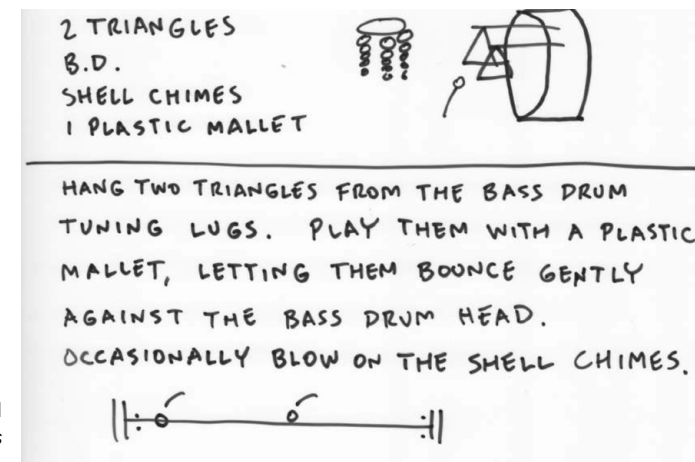 2 TRIANGLES
B.D.
SHELL CHIMES
1 PLASTIC MALLET
HANG TWO TRIANGLES FROM THE BASS DRUM
TUNING LUGS. PLAY THEM WITH A PLASTIC
MALLET, LETTING THEM BOUNCE GENTLY
AGAINST THE BASS DRUM HEAD.
OCCASIONALLY BLOW ON THE SHELL CHIMES.